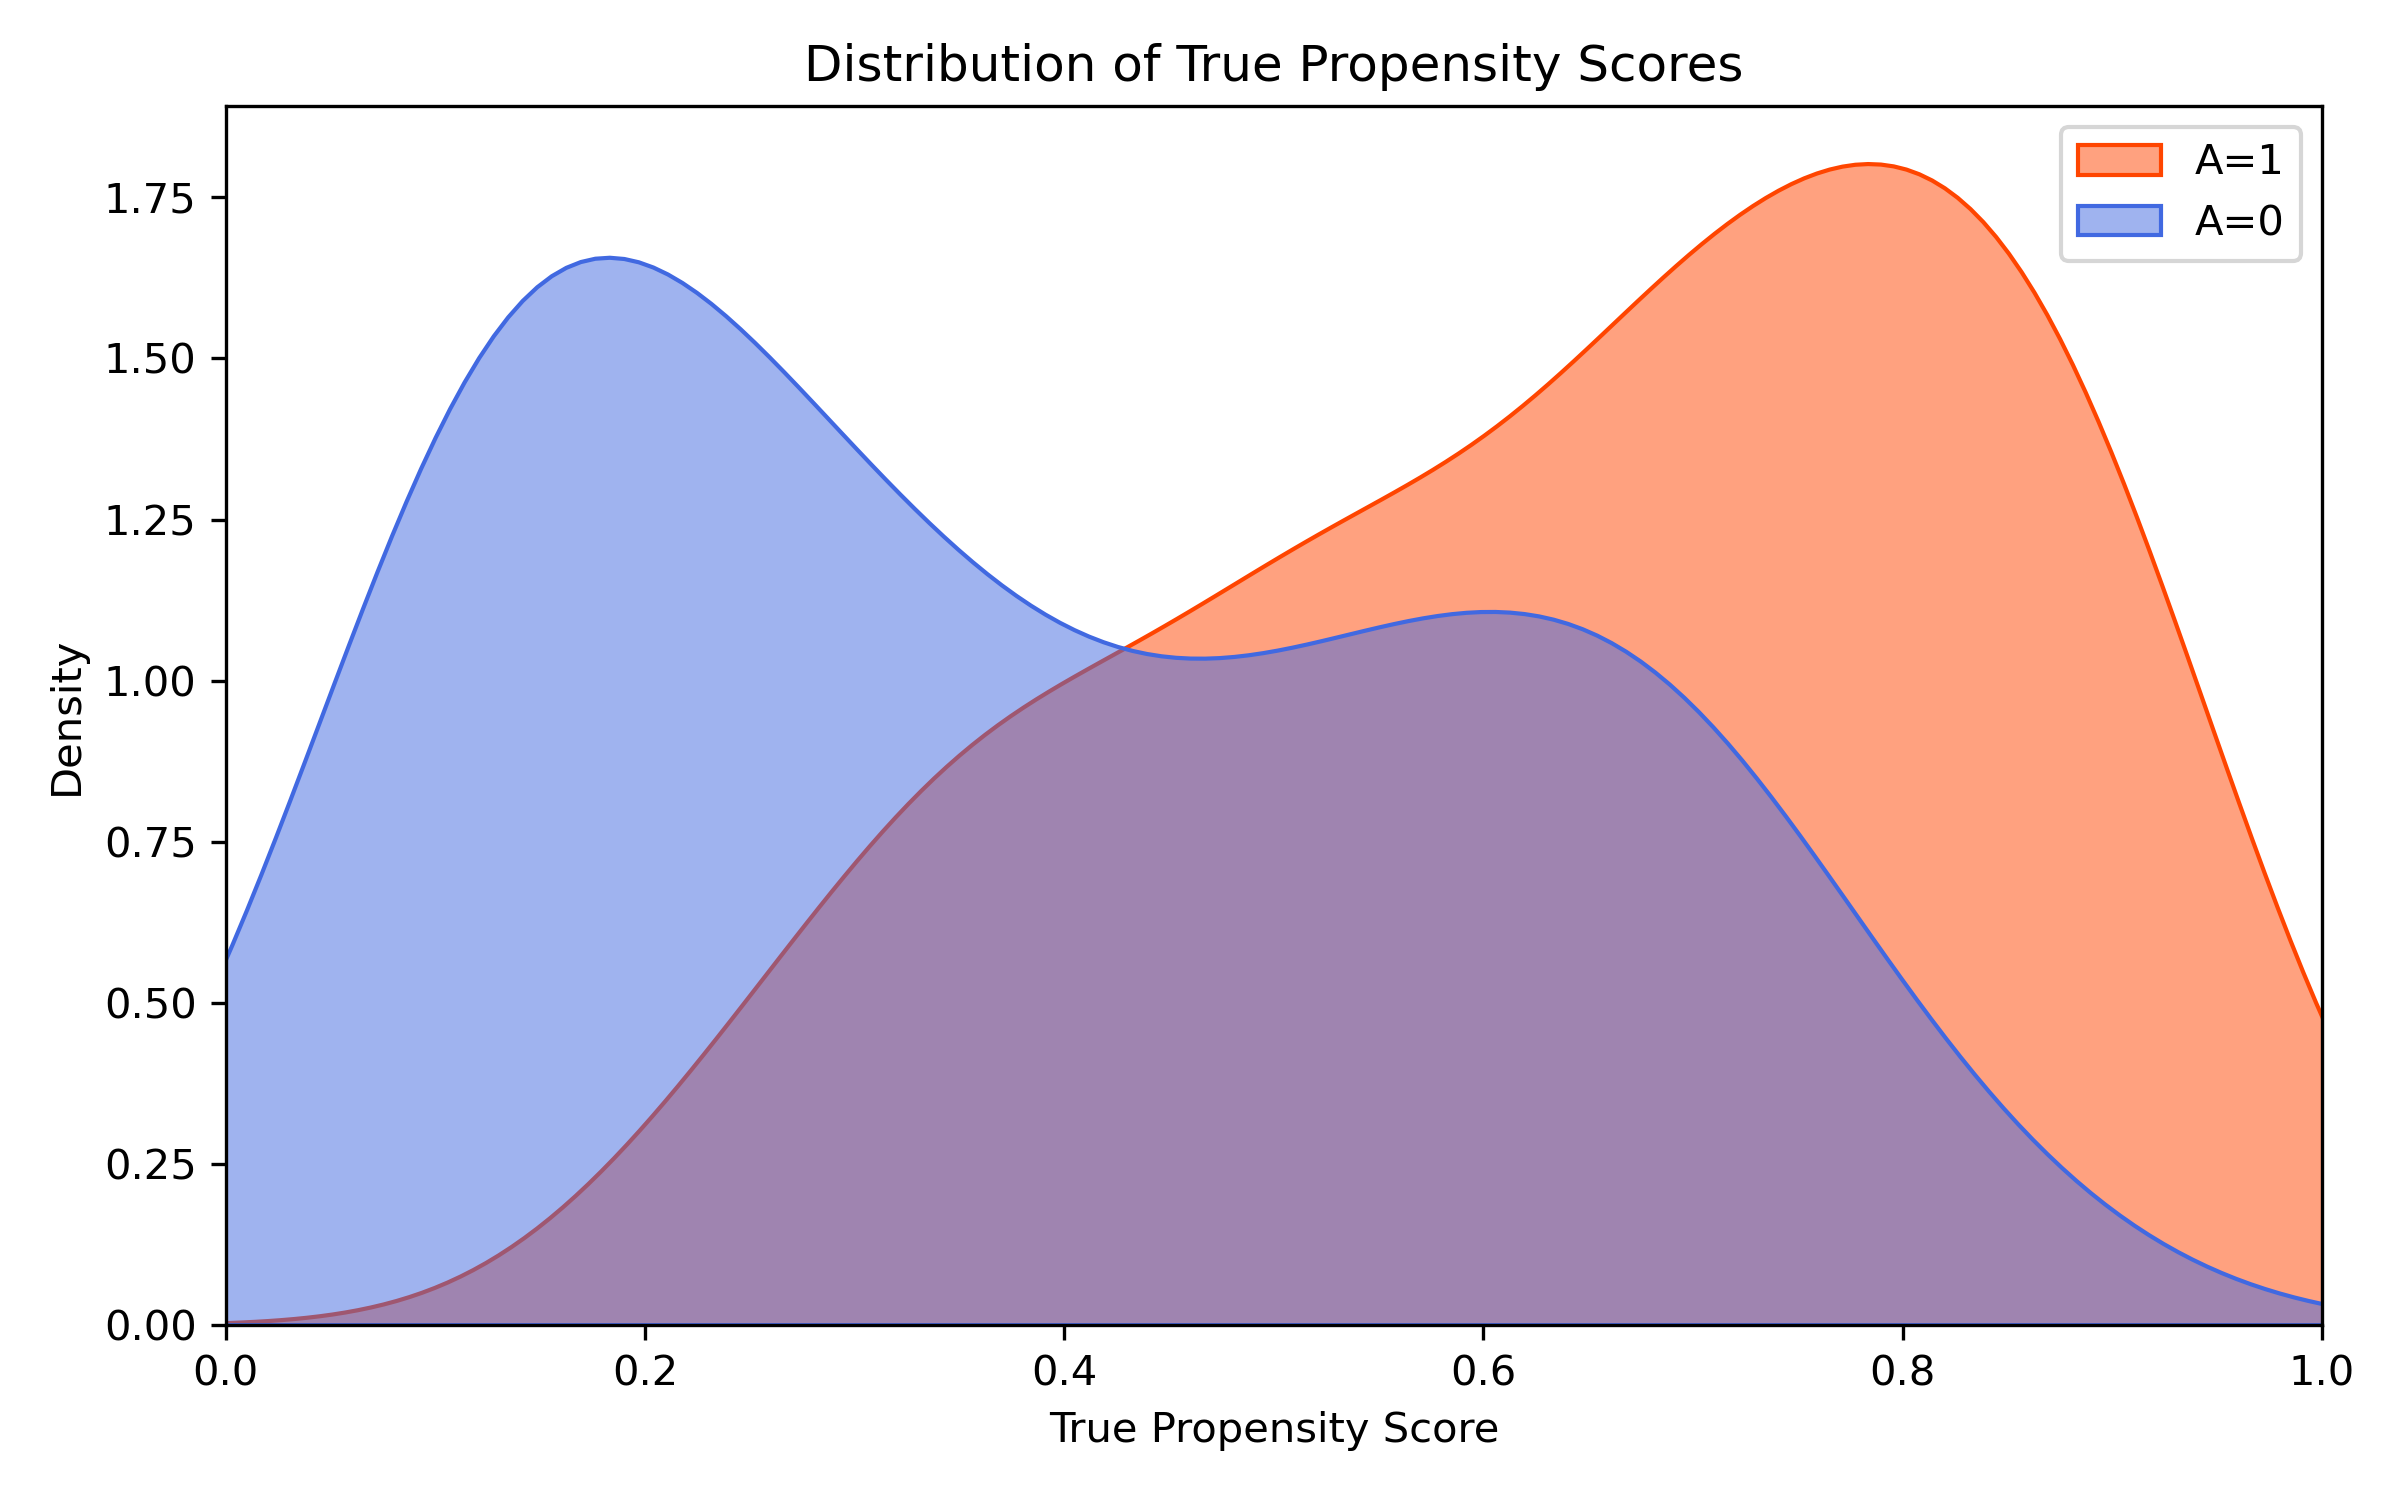 Distribution of True Propensity Scores
A=1
A=0
Density
1.75
1.50
1.25
1.00
0.75
0.50
0.25
0.00
0.0 0.2 0.4 0.6 0.8 1.0
True Propensity Score